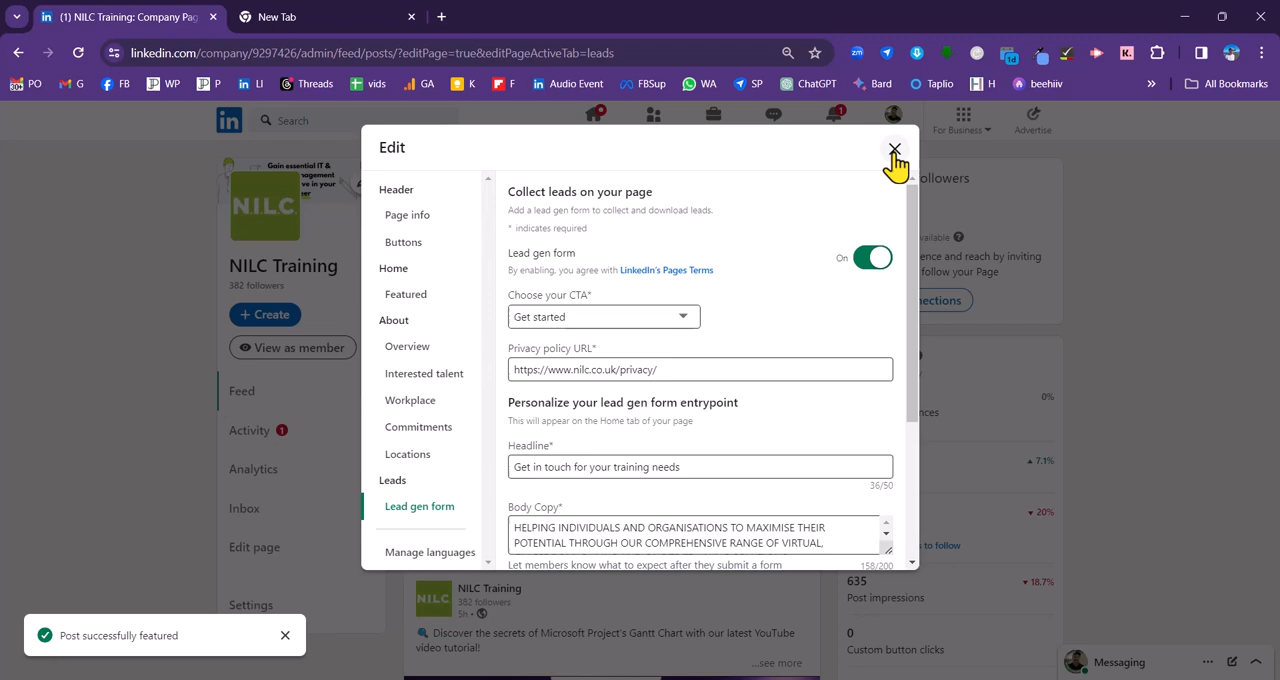 (1) NILC Training: Company Pag
New Tab
linkedin.com/company/9297426/admin/feed/posts/?editPage=true&editPageActiveTab=leads
PO
G
FB
WP
P
LI
Threads
vids
GA
K
F
Audio Event
FBSup
WA
SP
ChatGPT
Bard
Taplio
H
beehiiv
All Bookmarks
Search
For Business
Advertise
Gain essential IT &
N.I.L.C.
NILC Training
382 followers
+ Create
View as member
Feed
Activity 1
Analytics
Inbox
Edit page
Settings
Edit
Header
Page info
Buttons
Home
Featured
About
Overview
Interested talent
Workplace
Commitments
Locations
Leads
Lead gen form
Manage languages
Collect leads on your page
Add a lead gen form to collect and download leads.
* indicates required
Lead gen form
On
By enabling, you agree with LinkedIn's Pages Terms
Choose your CTA*
Get started
Privacy policy URL*
https://www.nilc.co.uk/privacy/
Personalize your lead gen form entrypoint
This will appear on the Home tab of your page
Headline*
Get in touch for your training needs
36/50
Body Copy*
HELPING INDIVIDUALS AND ORGANISATIONS TO MAXIMISE THEIR
POTENTIAL THROUGH OUR COMPREHENSIVE RANGE OF VIRTUAL,
Let members know what to expect after they submit a form
158/200
ollowers
ailable
ence and reach by inviting
follow your Page
nections
0%
nces
7.1%
20%
s to follow
635
18.7%
Post impressions
0
Custom button clicks
NILC
NILC Training
382 followers
5h
Discover the secrets of Microsoft Project's Gantt Chart with our latest YouTube
video tutorial!
...see more
Post successfully featured
Messaging